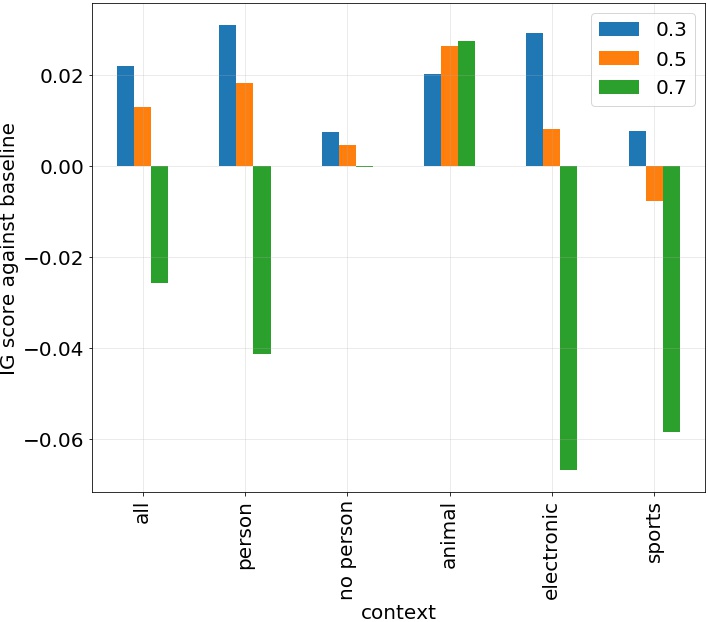 0.3
0.5
0.7
0.02
0.00
−0.02
−0.04
−0.06
IG score against baseline
all
person
no person
animal
electronic
sports
context